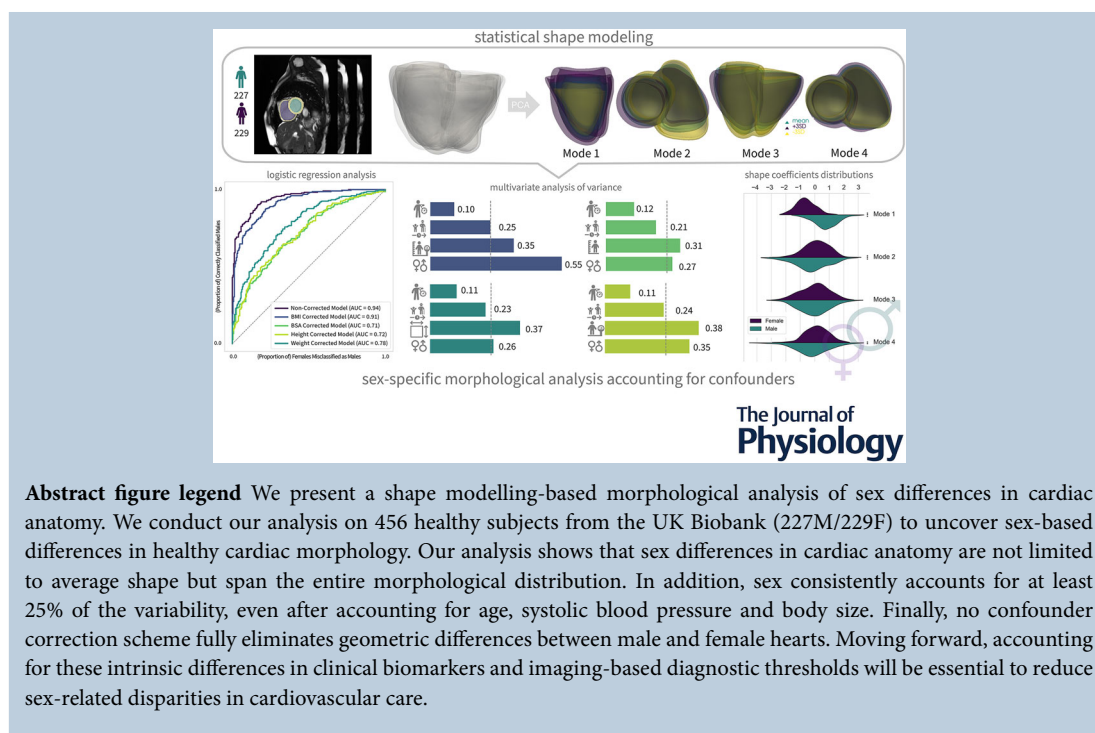 statistical shape modeling
227
229
PCA
mean
+3SD
Mode 1
Mode 2
Mode 3
Mode 4
logistic regression analysis
1.0
(Proportion of) Correctly Classified Males
Non-Corrected Model (AUC = 0.94)
BMI Corrected Model (AUC = 0.91)
BSA Corrected Model (AUC = 0.71)
Height Corrected Model (AUC = 0.72)
Weight Corrected Model (AUC = 0.78)
0.0
0.0
(Proportion of) Females Misclassified as Males
1.0
multivariate analysis of variance
0.10
0.25
0.35
0.55
0.12
0.21
0.31
0.27
0.11
0.23
0.37
0.26
0.11
0.24
0.38
0.35
shape coefficients distributions
−4 −3 −2 −1 0 1 2 3
Mode 1
Mode 2
Mode 3
Female
Male
Mode 4
sex-specific morphological analysis accounting for confounders
The Journal of
Physiology
Abstract figure legend We present a shape modelling-based morphological analysis of sex differences in cardiac
anatomy. We conduct our analysis on 456 healthy subjects from the UK Biobank (227M/229F) to uncover sex-based
differences in healthy cardiac morphology. Our analysis shows that sex differences in cardiac anatomy are not limited
to average shape but span the entire morphological distribution. In addition, sex consistently accounts for at least
25% of the variability, even after accounting for age, systolic blood pressure and body size. Finally, no confounder
correction scheme fully eliminates geometric differences between male and female hearts. Moving forward, accounting
for these intrinsic differences in clinical biomarkers and imaging-based diagnostic thresholds will be essential to reduce
sex-related disparities in cardiovascular care.